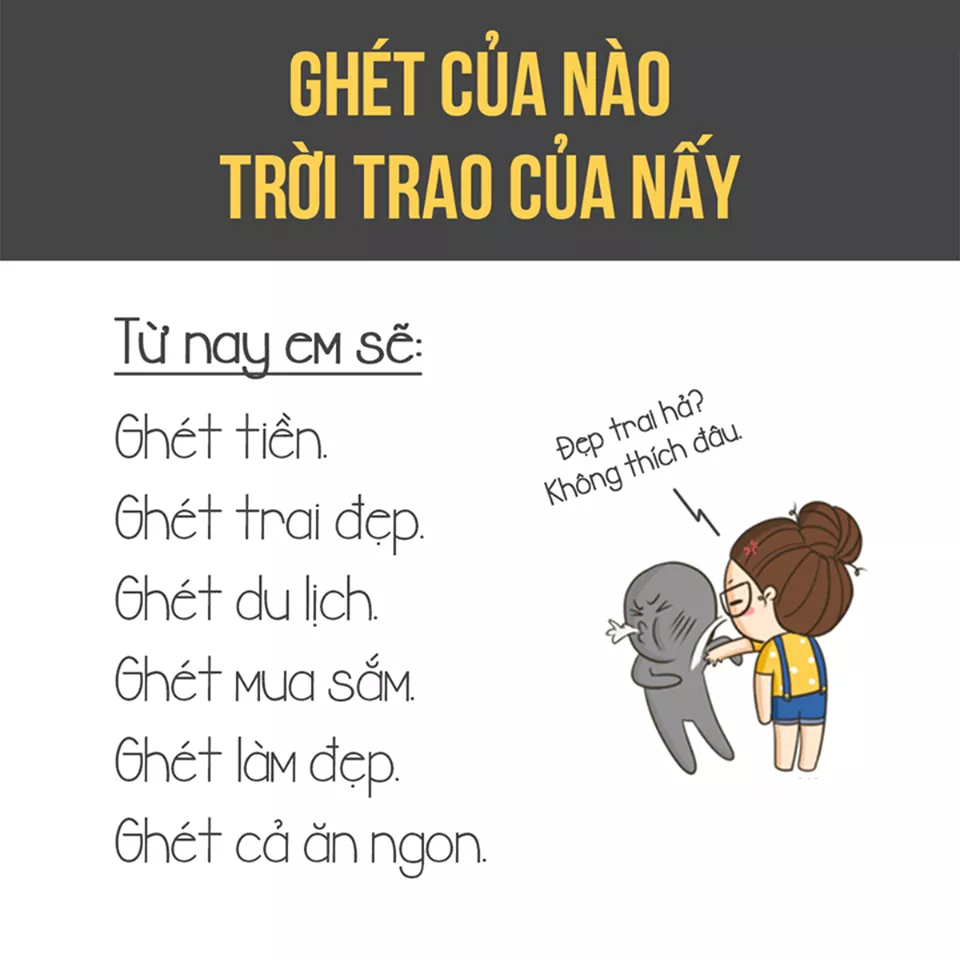 GHÉT CỦA NÀO
TRỜI TRAO CỦA NẤY
Từ nay em sẽ:
Ghét tiền.
Ghét trai đẹp.
Ghét du lịch.
Ghét mua sắm.
Ghét làm đẹp.
Ghét cả ăn ngon.
Đẹp trai hả?
Không thích đâu.